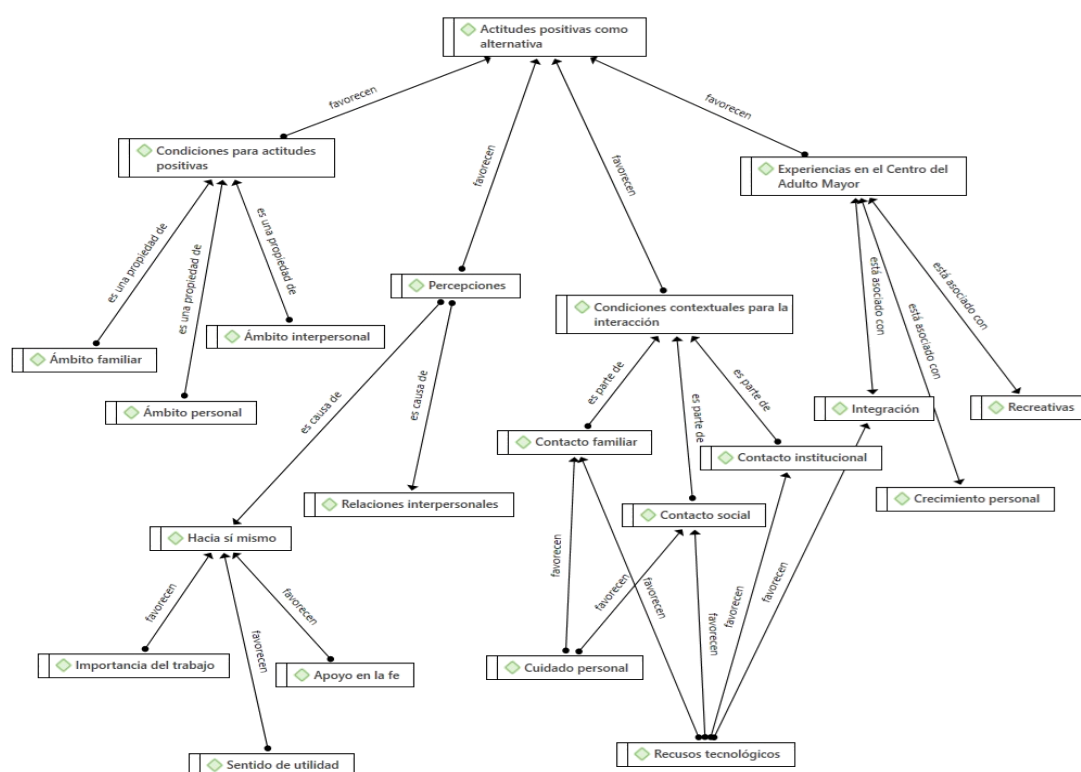 Actitudes positivas como
alternativa
favorecen
favorecen
favorecen
favorecen
Condiciones para actitudes
positivas
Experiencias en el Centro del
Adulto Mayor
es una propiedad de
es una propiedad de
es una propiedad de
está asociado con
está asociado con
está asociado con
Percepciones
Condiciones contextuales para la
interacción
Ámbito interpersonal
Ámbito familiar
Ámbito personal
es causa de
es causa de
es parte de
es parte de
es parte de
Integración
Recreativas
Contacto familiar
Contacto institucional
Relaciones interpersonales
Crecimiento personal
Contacto social
Hacia sí mismo
favorecen
favorecen
favorecen
favorecen
favorecen
favorecen
favorecen
favorecen
favorecen
Importancia del trabajo
Apoyo en la fe
Cuidado personal
Sentido de utilidad
Recusos tecnológicos